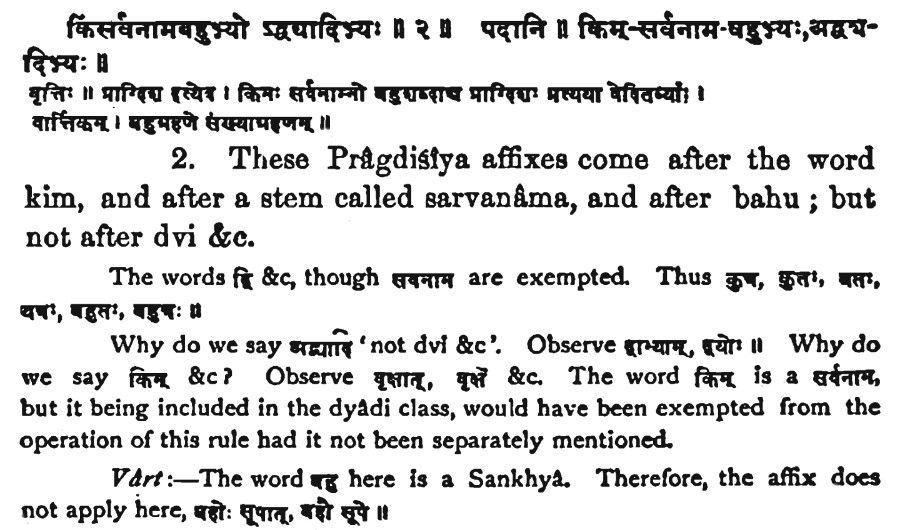 किंसर्वनामबहुभ्यो ऽद्व्यादिभ्यः ॥ २ ॥ पदानि ॥ किम्-सर्वनाम-बहुभ्यः,अद्व्य-
दिभ्यः ॥
वृत्तिः ॥ प्राग्दिश इत्येव । किमः सर्वनाम्नो बहुशब्दाच्च प्राग्दिशः प्रत्यया वेदितव्याः ।
वार्त्तिकम् । बहुग्रहणे संख्याग्रहणम् ॥
2. These Prâgdiśîya affixes come after the word
kim, and after a stem called sarvanâma, and after bahu ; but
not after dvi &c.
The words द्वि &c, though सवनाम are exempted. Thus कुत्र, कुतः, यतः,
यत्रः, बहुतः, बहुत्रः ॥
Why do we say अद्व्यादि 'not dvi &c'. Observe द्वाभ्याम्, द्वयोः ॥ Why do
we say किम् &c? Observe वृक्षात्, वृक्षे &c. The word किम् is a सर्वनाम,
but it being included in the dyâdi class, would have been exempted from the
operation of this rule had it not been separately mentioned.
Vârt:—The word बहु here is a Sankhyâ. Therefore, the affix does
not apply here, बहोः सूपात्, बहौ सूपे ॥